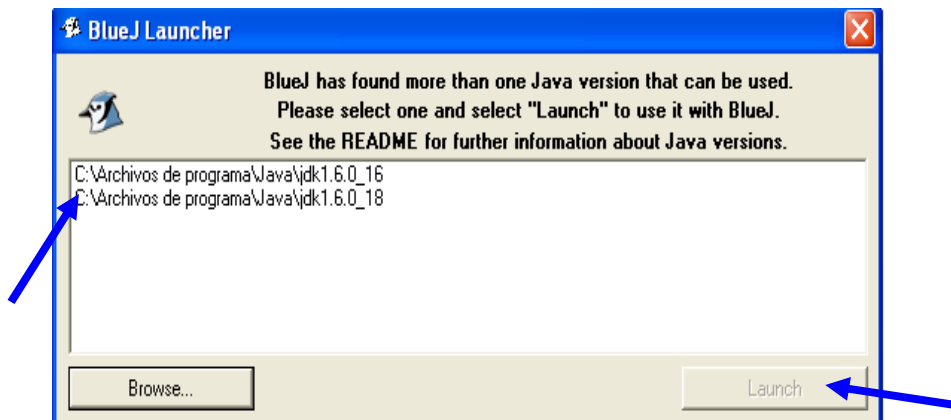 BlueJ Launcher
BlueJ has found more than one Java version that can be used.
Please select one and select "Launch" to use it with BlueJ.
See the README for further information about Java versions.
C:\Archivos de programa\Java\jdk1.6.0_16
C:\Archivos de programa\Java\jdk1.6.0_18
Browse...
Launch